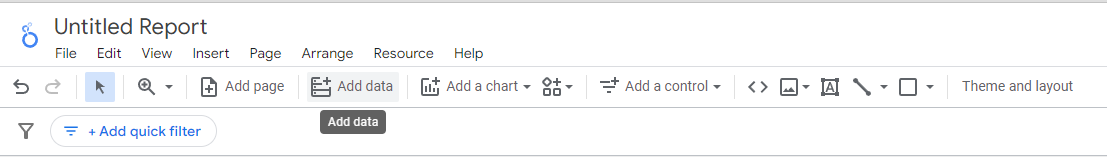 Untitled Report
File Edit View Insert Page Arrange Resource Help
Add page Add data Add a chart Add a control Theme and layout
Add data
+ Add quick filter